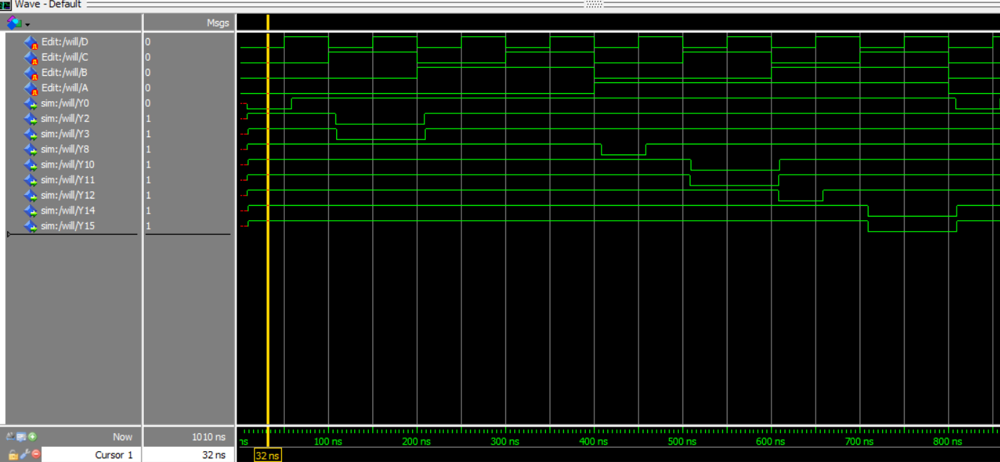 Wave - Default
Msgs
Edit:/will/D 0
Edit:/will/C 0
Edit:/will/B 0
Edit:/will/A 0
sim:/will/Y0 0
sim:/will/Y2 1
sim:/will/Y3 1
sim:/will/Y8 1
sim:/will/Y10 1
sim:/will/Y11 1
sim:/will/Y12 1
sim:/will/Y14 1
sim:/will/Y15 1
Now 1010 ns ns 100 ns 200 ns 300 ns 400 ns 500 ns 600 ns 700 ns 800 ns
Cursor 1 32 ns 32 ns